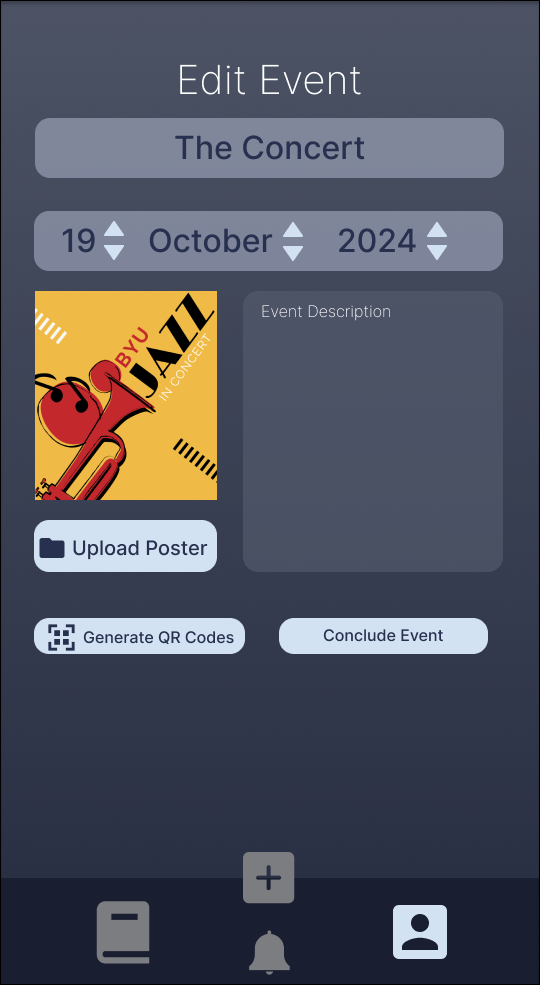 Edit Event
The Concert
19 October 2024
BYU
JAZZ
IN CONCERT
Event Description
Upload Poster
Generate QR Codes
Conclude Event